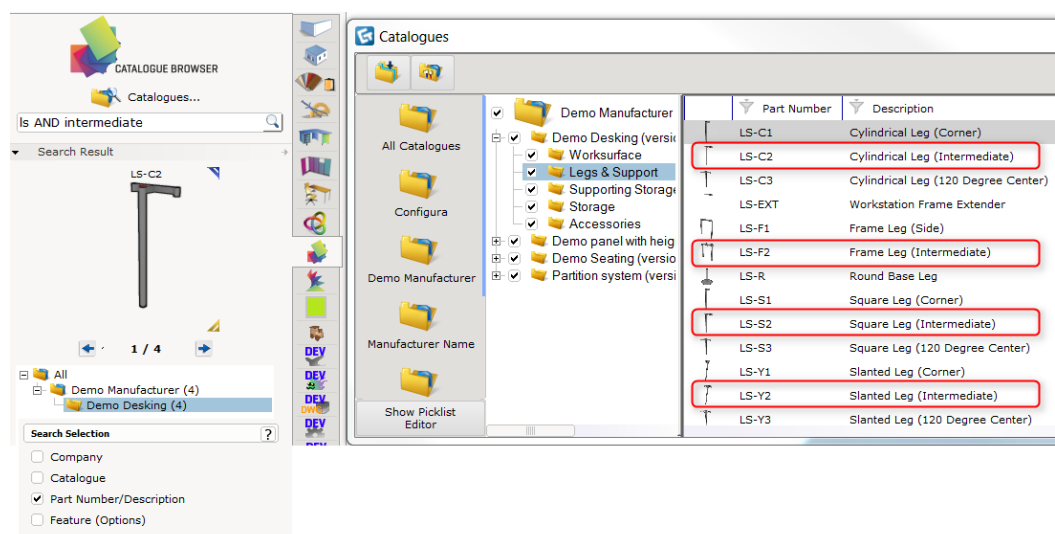 CATALOGUE BROWSER
Catalogues...
ls AND intermediate
Search Result
LS-C2
1 / 4
All
Demo Manufacturer (4)
Demo Desking (4)
Search Selection
?
Company
Catalogue
Part Number/Description
Feature (Options)
DEV
DEV
DEV
DEV
Catalogues
All Catalogues
Configura
Demo Manufacturer
Manufacturer Name
Show Picklist
Editor
Demo Manufacturer
Demo Desking (versio
Worksurface
Legs & Support
Supporting Storage
Storage
Accessories
Demo panel with heig
Demo Seating (versio
Partition system (versi
Part Number Description
LS-C1 Cylindrical Leg (Corner)
LS-C2 Cylindrical Leg (Intermediate)
LS-C3 Cylindrical Leg (120 Degree Center)
LS-EXT Workstation Frame Extender
LS-F1 Frame Leg (Side)
LS-F2 Frame Leg (Intermediate)
LS-R Round Base Leg
LS-S1 Square Leg (Corner)
LS-S2 Square Leg (Intermediate)
LS-S3 Square Leg (120 Degree Center)
LS-Y1 Slanted Leg (Corner)
LS-Y2 Slanted Leg (Intermediate)
LS-Y3 Slanted Leg (120 Degree Center)